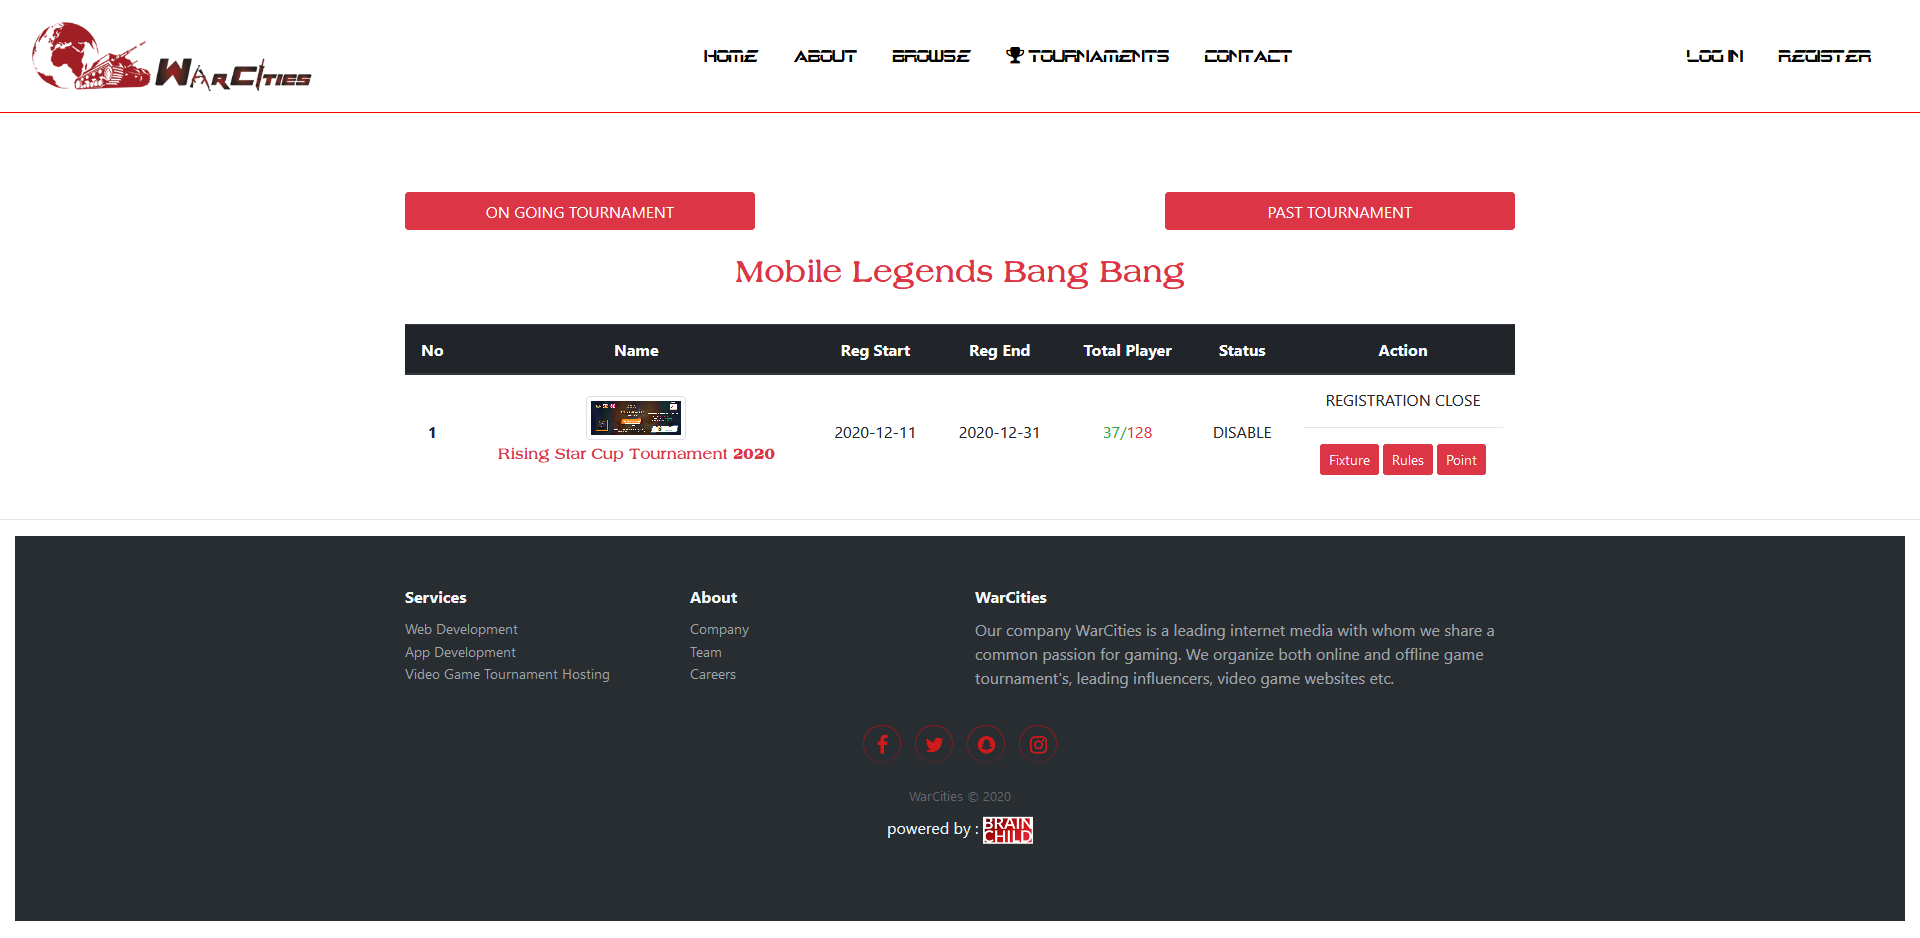 WarCities
HOME ABOUT BROWSE TOURNAMENTS CONTACT LOG IN REGISTER
ON GOING TOURNAMENT PAST TOURNAMENT
Mobile Legends Bang Bang
No Name Reg Start Reg End Total Player Status Action
REGISTRATION CLOSE
1 2020-12-11 2020-12-31 37/128 DISABLE
Rising Star Cup Tournament 2020
Fixture Rules Point
Services About WarCities
Web Development Company Our company WarCities is a leading internet media with whom we share a
App Development Team common passion for gaming. We organize both online and offline game
Video Game Tournament Hosting Careers tournament's, leading influencers, video game websites etc.
WarCities © 2020
powered by : BRAIN
CHILD